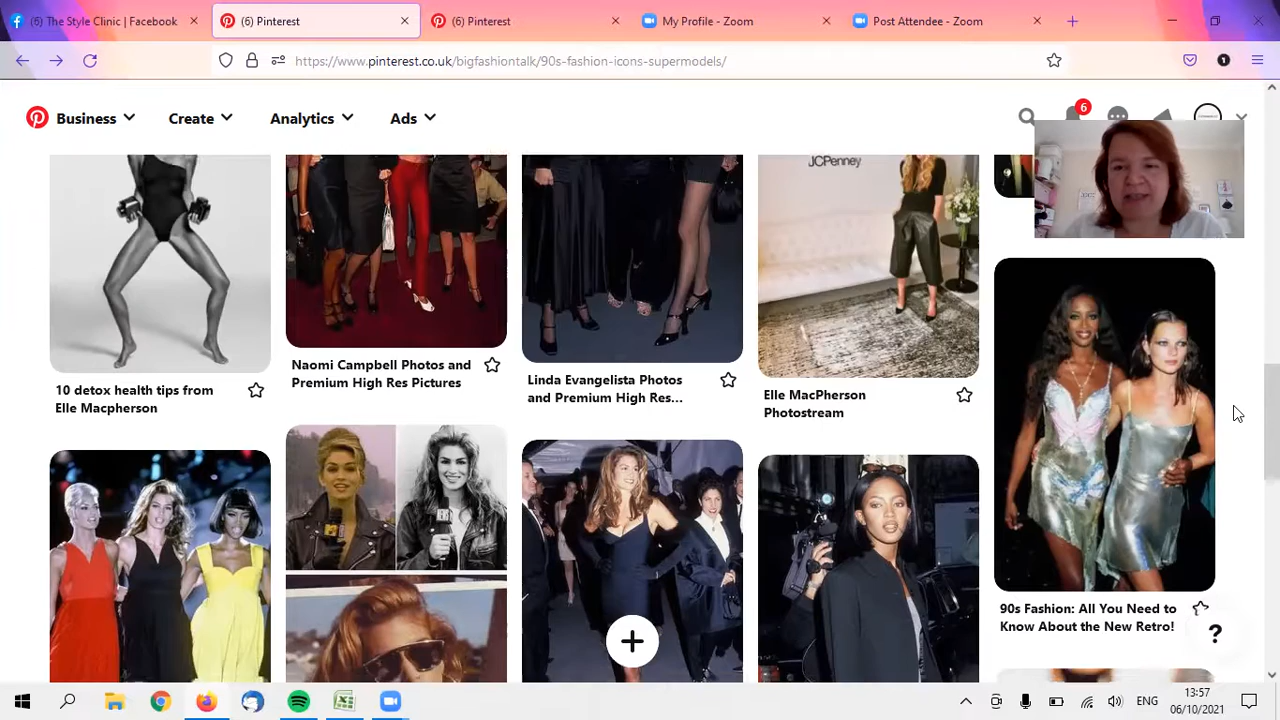 (6) The Style Clinic | Facebook
(6) Pinterest
(6) Pinterest
My Profile - Zoom
Post Attendee - Zoom
https://www.pinterest.co.uk/bigfashiontalk/90s-fashion-icons-supermodels/
Business
Create
Analytics
Ads
6
JCPenney
10 detox health tips from
Elle Macpherson
Naomi Campbell Photos and
Premium High Res Pictures
Linda Evangelista Photos
and Premium High Res...
Elle MacPherson
Photostream
90s Fashion: All You Need to
Know About the New Retro!
?
ENG
13:57
06/10/2021